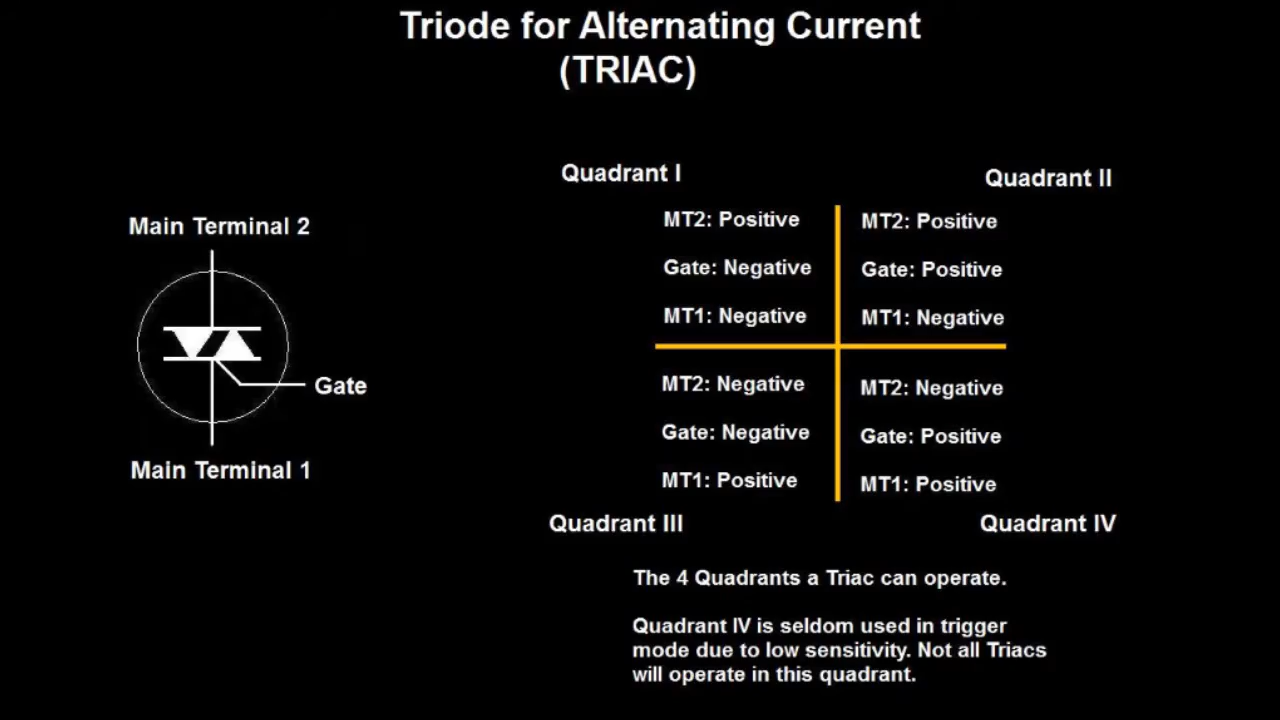 Triode for Alternating Current
(TRIAC)
Main Terminal 2
Gate
Main Terminal 1
Quadrant I
MT2: Positive
Gate: Negative
MT1: Negative
Quadrant II
MT2: Positive
Gate: Positive
MT1: Negative
MT2: Negative
Gate: Negative
MT1: Positive
Quadrant III
MT2: Negative
Gate: Positive
MT1: Positive
Quadrant IV
The 4 Quadrants a Triac can operate.
Quadrant IV is seldom used in trigger
mode due to low sensitivity. Not all Triacs
will operate in this quadrant.